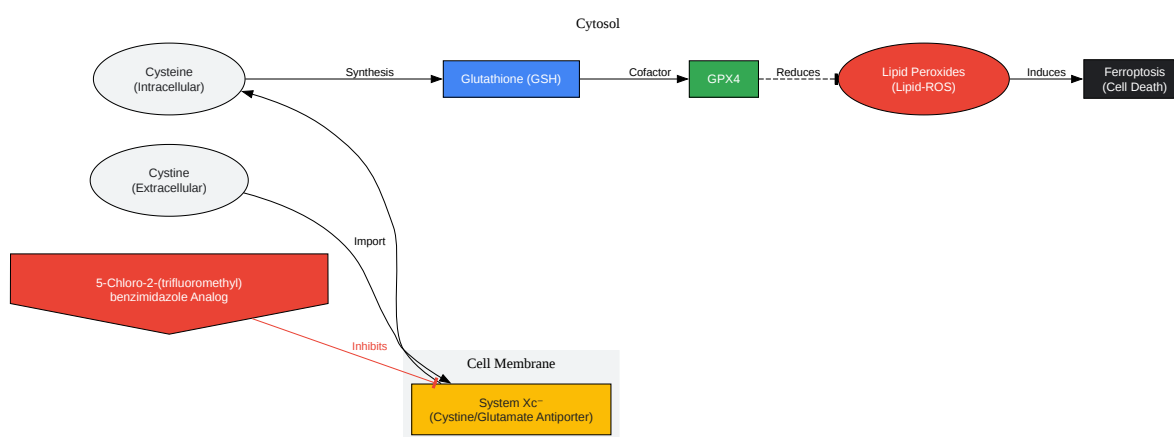 Cytosol
Cysteine
(Intracellular)
Synthesis
Glutathione (GSH)
Cofactor
GPX4
Reduces
Lipid Peroxides
(Lipid-ROS)
Induces
Ferroptosis
(Cell Death)
Cystine
(Extracellular)
Import
5-Chloro-2-(trifluoromethyl)
benzimidazole Analog
Inhibits
Cell Membrane
System Xc⁻
(Cystine/Glutamate Antiporter)